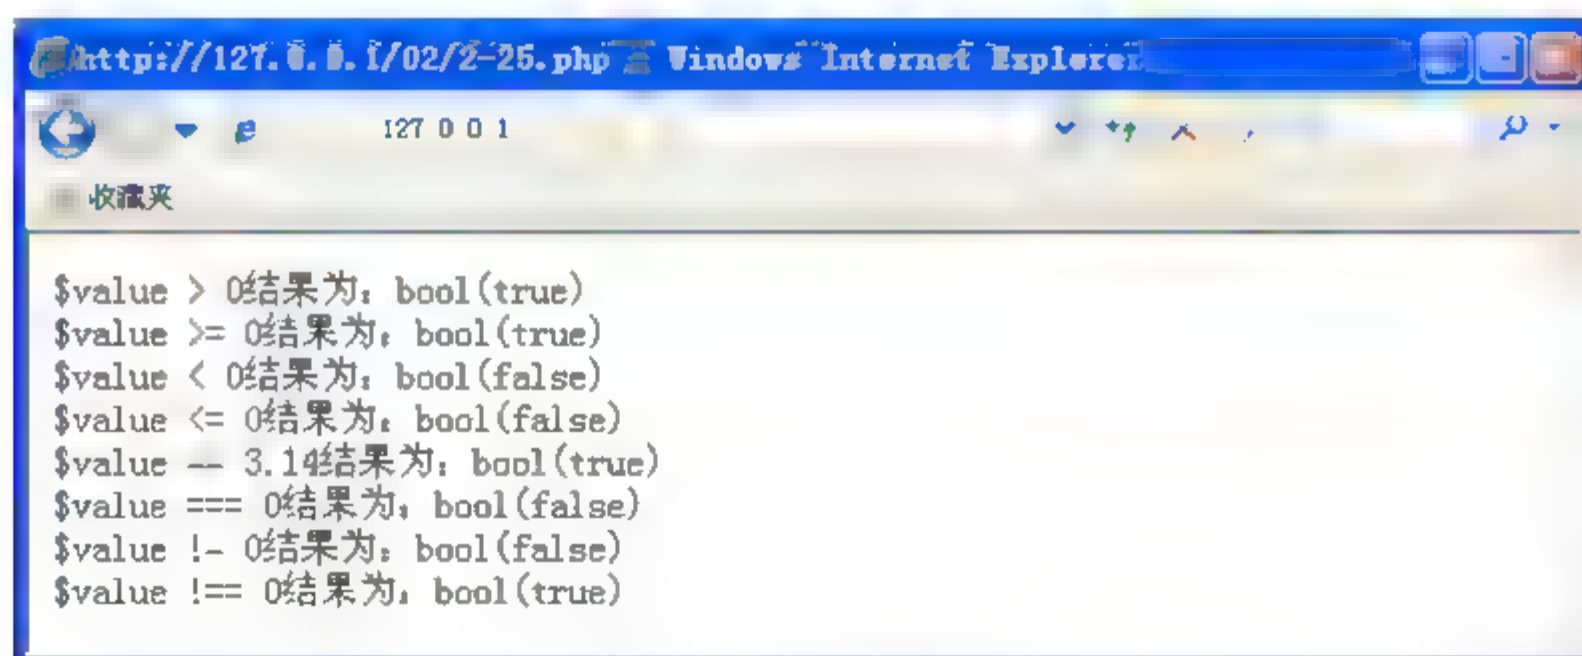 http://127.0.0.1/02/2-25.php - Windows Internet Explorer
127 0 0 1
收藏夹
$value > 0结果为：bool(true)
$value >= 0结果为：bool(true)
$value < 0结果为：bool(false)
$value <= 0结果为：bool(false)
$value == 3.14结果为：bool(true)
$value === 0结果为：bool(false)
$value != 0结果为：bool(false)
$value !== 0结果为：bool(true)